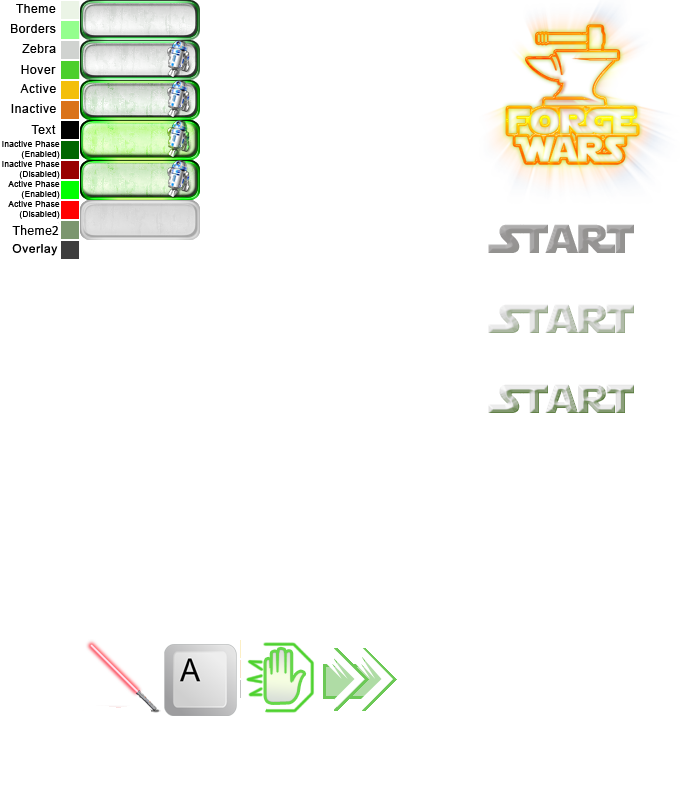 Theme
Borders
Zebra
Hover
Active
Inactive
Text
Inactive Phase
(Enabled)
Inactive Phase
(Disabled)
Active Phase
(Enabled)
Active Phase
(Disabled)
Theme2
Overlay
FORGE
WARS
START
START
START
A